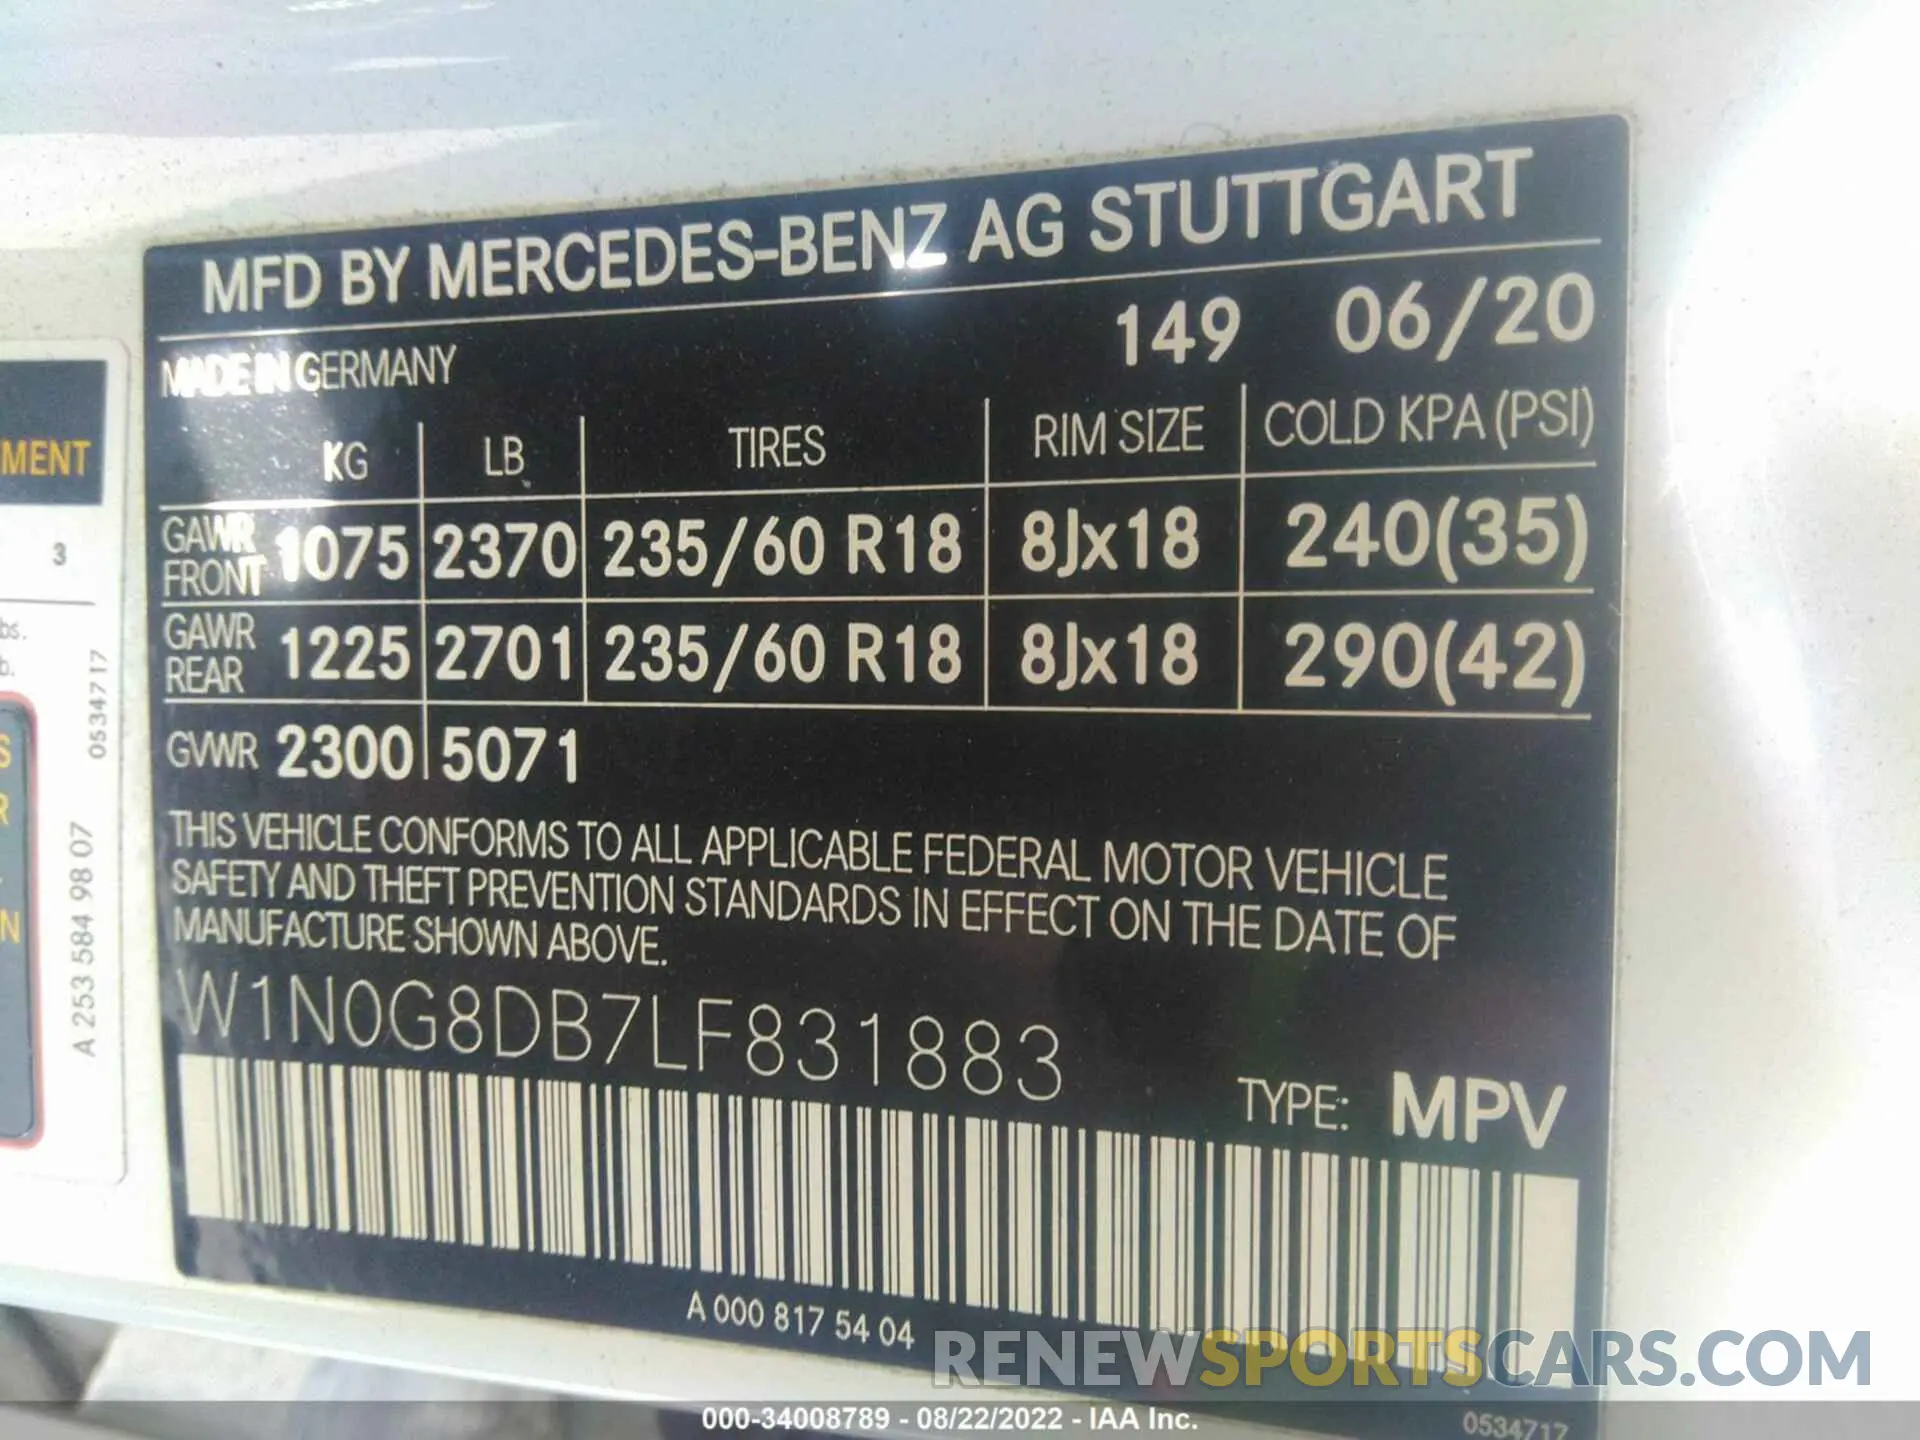 MFD BY MERCEDES-BENZ AG STUTTGART
MADE IN GERMANY 149 06/20
KG LB TIRES RIM SIZE COLD KPA (PSI)
GAWR FRONT 1075 2370 235/60 R18 8Jx18 240(35)
GAWR REAR 1225 2701 235/60 R18 8Jx18 290(42)
GVWR 2300 5071
THIS VEHICLE CONFORMS TO ALL APPLICABLE FEDERAL MOTOR VEHICLE
SAFETY AND THEFT PREVENTION STANDARDS IN EFFECT ON THE DATE OF
MANUFACTURE SHOWN ABOVE.
W1N0G8DB7LF831883
TYPE: MPV
A 000 817 54 04
0534717
MENT
3
bs.
b.
S
R
N
0534717
A 253 584 98 07
RENEWSPORTSCARS.COM
000-34008789 - 08/22/2022 - IAA Inc.